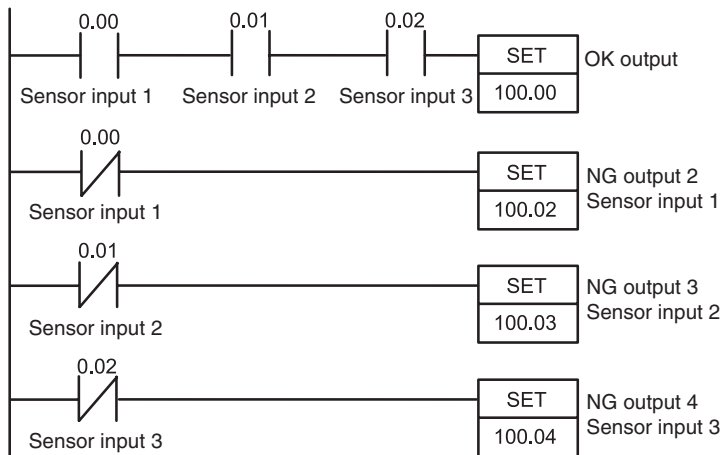 0.00 0.01 0.02
SET OK output
100.00
Sensor input 1 Sensor input 2 Sensor input 3
0.00
SET NG output 2
Sensor input 1
100.02
Sensor input 1
0.01
SET NG output 3
Sensor input 2
100.03
Sensor input 2
0.02
SET NG output 4
Sensor input 3
100.04
Sensor input 3